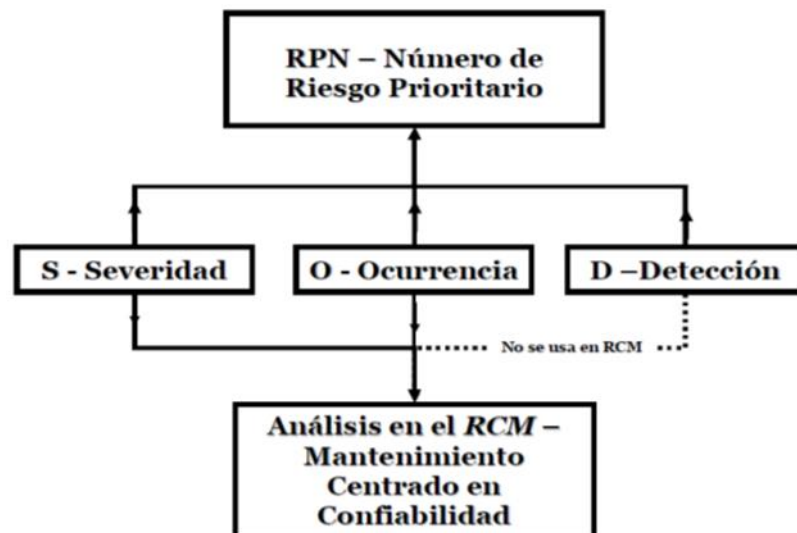 RPN – Número de
Riesgo Prioritario
S - Severidad
O - Ocurrencia
D –Detección
No se usa en RCM
Análisis en el RCM –
Mantenimiento
Centrado en
Confiabilidad